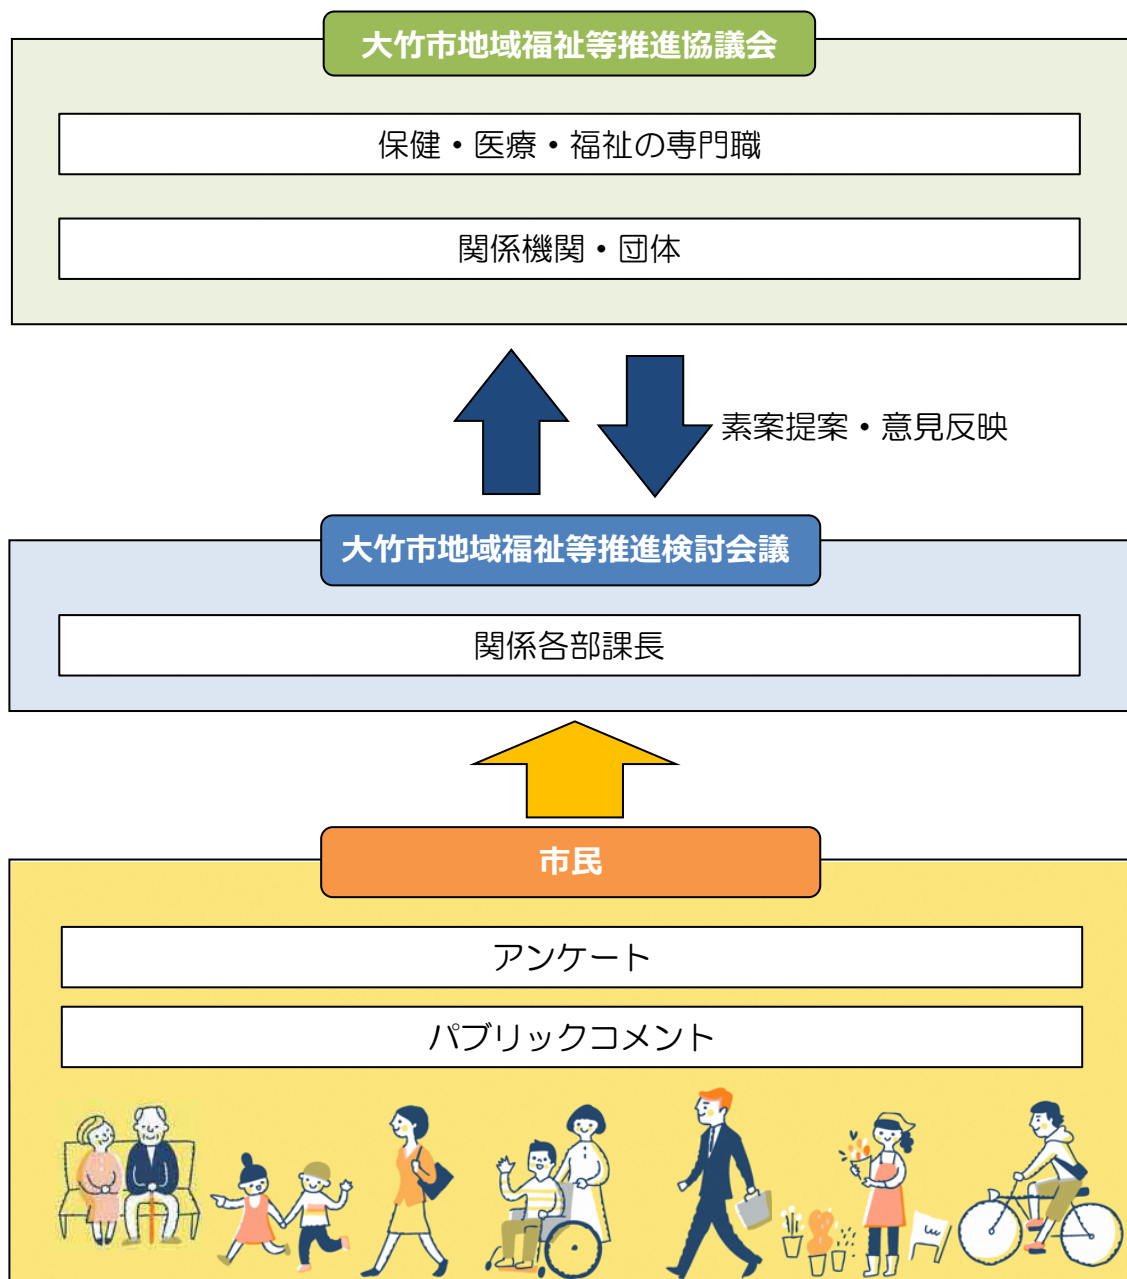 大竹市地域福祉等推進協議会
保健・医療・福祉の専門職
関係機関・団体
素案提案・意見反映
大竹市地域福祉等推進検討会議
関係各部課長
市民
アンケート
パブリックコメント